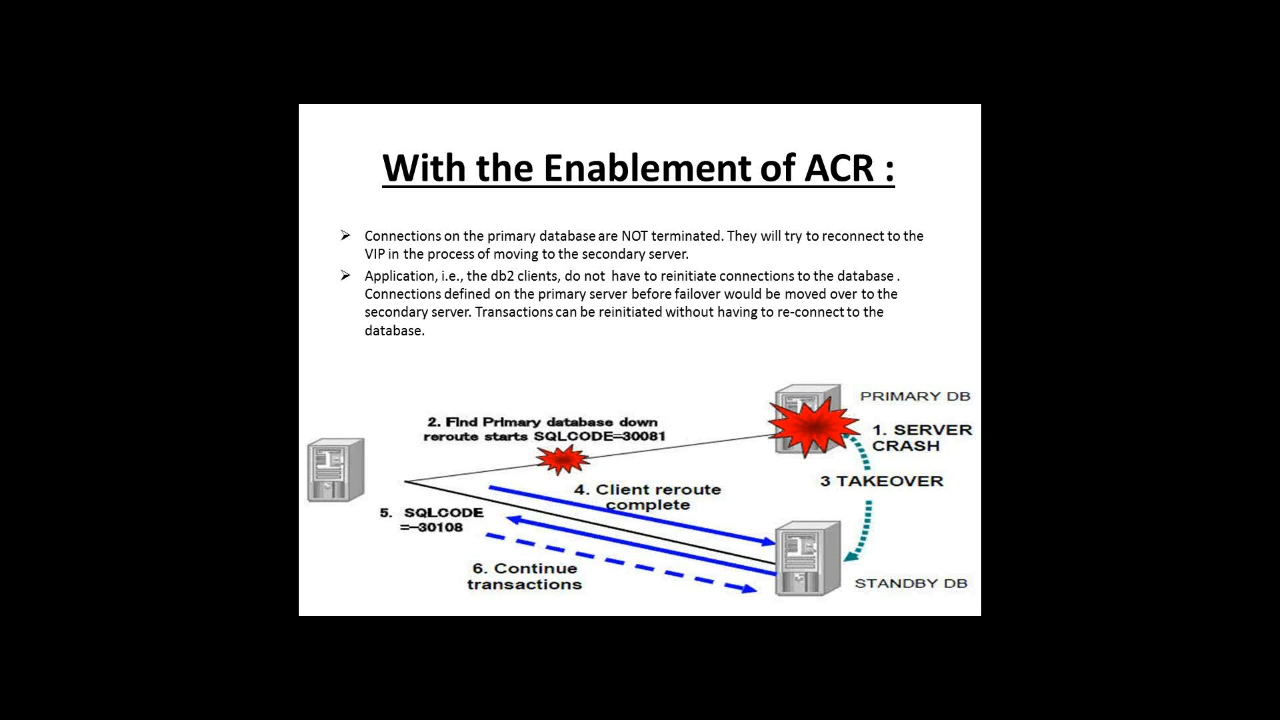 With the Enablement of ACR :
➢ Connections on the primary database are NOT terminated. They will try to reconnect to the
VIP in the process of moving to the secondary server.
➢ Application, i.e., the db2 clients, do not have to reinitiate connections to the database .
Connections defined on the primary server before failover would be moved over to the
secondary server. Transactions can be reinitiated without having to re-connect to the
database.
PRIMARY DB
2. Find Primary database down
reroute starts SQLCODE=30081
1. SERVER
CRASH
3 TAKEOVER
4. Client reroute
complete
5. SQLCODE
=-30108
6. Continue
transactions
STANDBY DB